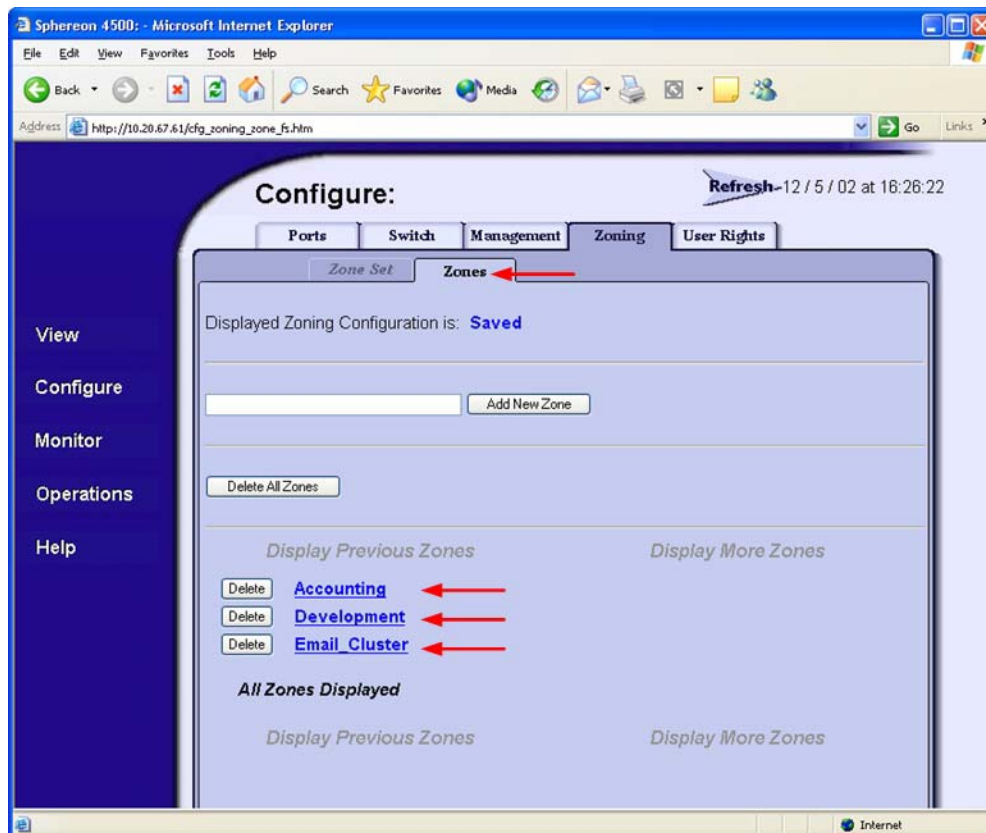 Sphereon 4500: - Microsoft Internet Explorer
File Edit View Favorites Tools Help
Back Search Favorites Media
Address http://10.20.67.61/cfg_zoning_zone_fs.htm Go Links
Configure: Refresh-12 / 5 / 02 at 16:26:22
Ports Switch Management Zoning User Rights
Zone Set Zones
Displayed Zoning Configuration is: Saved
View
Configure
Add New Zone
Monitor
Delete All Zones
Operations
Help
Display Previous Zones Display More Zones
Delete Accounting
Delete Development
Delete Email_Cluster
All Zones Displayed
Display Previous Zones Display More Zones
Internet